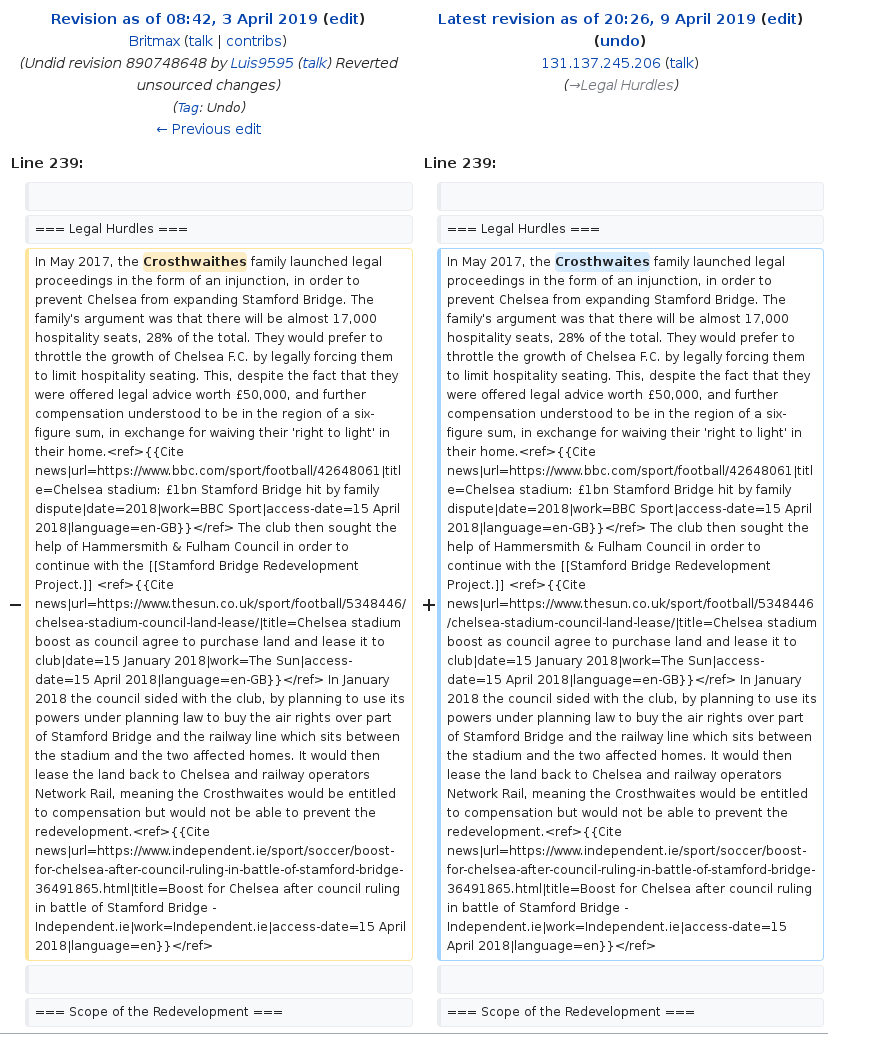 Revision as of 08:42, 3 April 2019 (edit)
Britmax (talk | contribs)
(Undid revision 890748648 by Luis9595 (talk) Reverted
unsourced changes)
(Tag: Undo)
← Previous edit
Latest revision as of 20:26, 9 April 2019 (edit)
(undo)
131.137.245.206 (talk)
(→Legal Hurdles)
Line 239:
Line 239:
=== Legal Hurdles ===
=== Legal Hurdles ===
−
In May 2017, the Crosthwaithes family launched legal
proceedings in the form of an injunction, in order to
prevent Chelsea from expanding Stamford Bridge. The
family's argument was that there will be almost 17,000
hospitality seats, 28% of the total. They would prefer to
throttle the growth of Chelsea F.C. by legally forcing them
to limit hospitality seating. This, despite the fact that they
were offered legal advice worth £50,000, and further
compensation understood to be in the region of a six-
figure sum, in exchange for waiving their 'right to light' in
their home.<ref>{{Cite
news|url=https://www.bbc.com/sport/football/42648061|titl
e=Chelsea stadium: £1bn Stamford Bridge hit by family
dispute|date=2018|work=BBC Sport|access-date=15 April
2018|language=en-GB}}</ref> The club then sought the
help of Hammersmith & Fulham Council in order to
continue with the [[Stamford Bridge Redevelopment
Project.]] <ref>{{Cite
news|url=https://www.thesun.co.uk/sport/football/5348446/
chelsea-stadium-council-land-lease/|title=Chelsea stadium
boost as council agree to purchase land and lease it to
club|date=15 January 2018|work=The Sun|access-
date=15 April 2018|language=en-GB}}</ref> In January
2018 the council sided with the club, by planning to use its
powers under planning law to buy the air rights over part
of Stamford Bridge and the railway line which sits between
the stadium and the two affected homes. It would then
lease the land back to Chelsea and railway operators
Network Rail, meaning the Crosthwaites would be entitled
to compensation but would not be able to prevent the
redevelopment.<ref>{{Cite
news|url=https://www.independent.ie/sport/soccer/boost-
for-chelsea-after-council-ruling-in-battle-of-stamford-bridge-
36491865.html|title=Boost for Chelsea after council ruling
in battle of Stamford Bridge -
Independent.ie|work=Independent.ie|access-date=15 April
2018|language=en}}</ref>
+
In May 2017, the Crosthwaites family launched legal
proceedings in the form of an injunction, in order to
prevent Chelsea from expanding Stamford Bridge. The
family's argument was that there will be almost 17,000
hospitality seats, 28% of the total. They would prefer to
throttle the growth of Chelsea F.C. by legally forcing them
to limit hospitality seating. This, despite the fact that they
were offered legal advice worth £50,000, and further
compensation understood to be in the region of a six-
figure sum, in exchange for waiving their 'right to light' in
their home.<ref>{{Cite
news|url=https://www.bbc.com/sport/football/42648061|titl
e=Chelsea stadium: £1bn Stamford Bridge hit by family
dispute|date=2018|work=BBC Sport|access-date=15 April
2018|language=en-GB}}</ref> The club then sought the
help of Hammersmith & Fulham Council in order to
continue with the [[Stamford Bridge Redevelopment
Project.]] <ref>{{Cite
news|url=https://www.thesun.co.uk/sport/football/5348446
/chelsea-stadium-council-land-lease/|title=Chelsea stadium
boost as council agree to purchase land and lease it to
club|date=15 January 2018|work=The Sun|access-
date=15 April 2018|language=en-GB}}</ref> In January
2018 the council sided with the club, by planning to use its
powers under planning law to buy the air rights over part
of Stamford Bridge and the railway line which sits between
the stadium and the two affected homes. It would then
lease the land back to Chelsea and railway operators
Network Rail, meaning the Crosthwaites would be entitled
to compensation but would not be able to prevent the
redevelopment.<ref>{{Cite
news|url=https://www.independent.ie/sport/soccer/boost-
for-chelsea-after-council-ruling-in-battle-of-stamford-bridge-
36491865.html|title=Boost for Chelsea after council ruling
in battle of Stamford Bridge -
Independent.ie|work=Independent.ie|access-date=15
April 2018|language=en}}</ref>
=== Scope of the Redevelopment ===
=== Scope of the Redevelopment ===